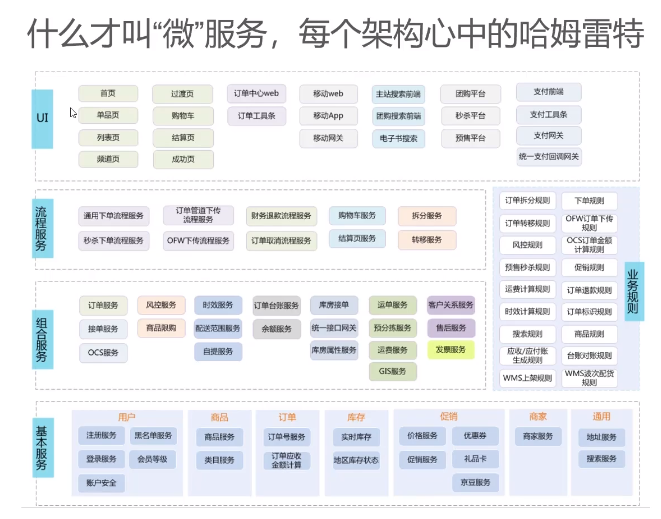 什么才叫“微”服务，每个架构心中的哈姆雷特
UI
首页
过渡页
订单中心web
移动web
主站搜索前端
团购平台
支付前端
单品页
购物车
订单工具条
移动App
团购搜索前端
秒杀平台
支付工具条
列表页
结算页
移动网关
电子书搜索
预售平台
支付网关
频道页
成功页
统一支付回调网关
流程服务
通用下单流程服务
订单管道下传
流程服务
财务退款流程服务
购物车服务
拆分服务
秒杀下单流程服务
OFW下传流程服务
订单取消流程服务
结算页服务
转移服务
组合服务
订单服务
风控服务
时效服务
订单台账服务
库房接单
运单服务
客户关系服务
接单服务
商品限购
配送范围服务
余额服务
统一接口网关
预分拣服务
售后服务
OCS服务
自提服务
库房属性服务
运费服务
发票服务
GIS服务
业务规则
订单拆分规则
下单规则
订单转移规则
OFW订单下传
规则
风控规则
OCS订单金额
计算规则
预售秒杀规则
促销规则
运费计算规则
订单退款规则
时效计算规则
订单标识规则
搜索规则
商品规则
应收/应付账
生成规则
台账对账规则
WMS上架规则
WMS波次配货
规则
基本服务
用户
商品
订单
库存
促销
商家
通用
注册服务
黑名单服务
商品服务
订单号服务
实时库存
价格服务
优惠券
商家服务
地址服务
登录服务
会员等级
类目服务
订单应收
金额计算
地区库存状态
促销服务
礼品卡
搜索服务
账户安全
京豆服务